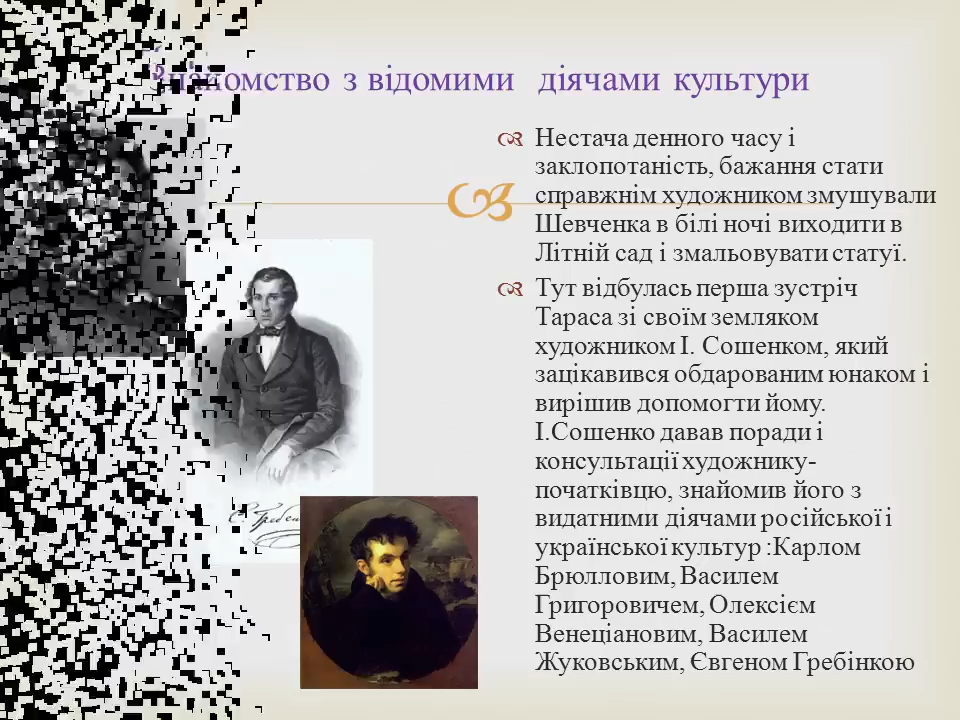 Знайомство з відомими діячами культури
Нестача денного часу і
заклопотаність, бажання стати
справжнім художником змушували
Шевченка в білі ночі виходити в
Літній сад і змальовувати статуї.
Тут відбулась перша зустріч
Тараса зі своїм земляком
художником І. Сошенком, який
зацікавився обдарованим юнаком і
вирішив допомогти йому.
І.Сошенко давав поради і
консультації художнику-
початківцю, знайомив його з
видатними діячами російської і
української культур :Карлом
Брюлловим, Василем
Григоровичем, Олексієм
Венеціановим, Василем
Жуковським, Євгеном Гребінкою